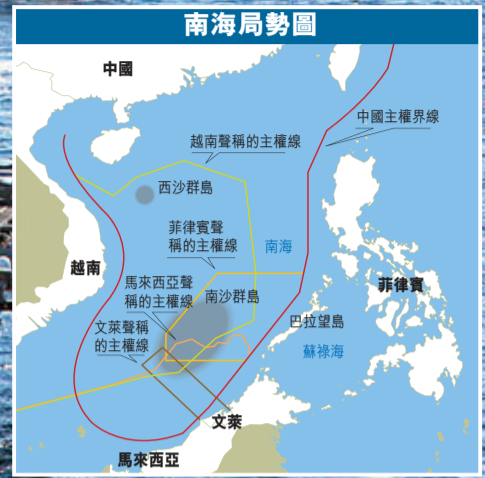 南海局勢圖
中國
中國主權界線
越南聲稱的主權線
西沙群島
菲律賓聲
稱的主權線
南海
越南
馬來西亞聲
稱的主權線
南沙群島
菲律賓
文萊聲稱
的主權線
巴拉望島
蘇祿海
文萊
馬來西亞